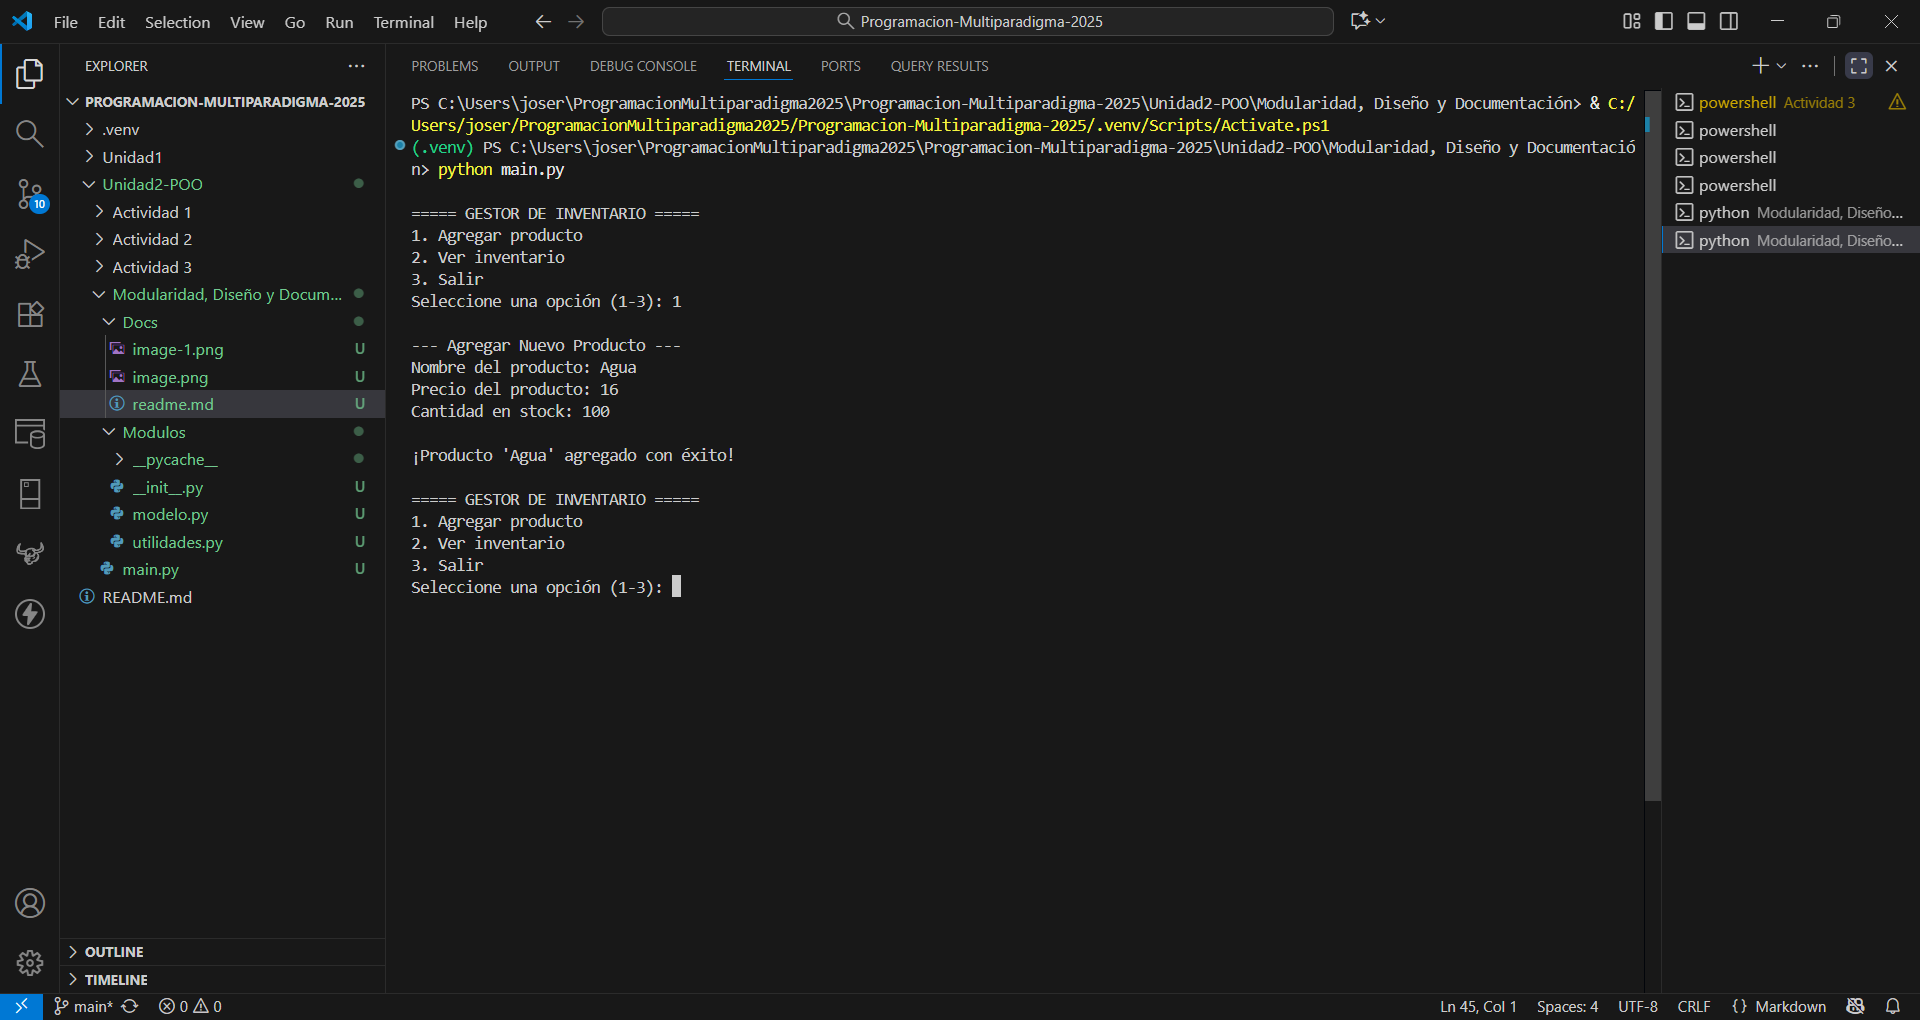 File Edit Selection View Go Run Terminal Help
Programacion-Multiparadigma-2025
EXPLORER
PROGRAMACION-MULTIPARADIGMA-2025
.venv
Unidad1
Unidad2-POO
Actividad 1
Actividad 2
Actividad 3
Modularidad, Diseño y Docum...
Docs
image-1.png U
image.png U
readme.md U
Modulos
__pycache__
__init__.py U
modelo.py U
utilidades.py U
main.py U
README.md
OUTLINE
TIMELINE
10
PROBLEMS OUTPUT DEBUG CONSOLE TERMINAL PORTS QUERY RESULTS
PS C:\Users\joser\ProgramacionMultiparadigma2025\Programacion-Multiparadigma-2025\Unidad2-POO\Modularidad, Diseño y Documentación> & C:/
Users/joser/ProgramacionMultiparadigma2025/Programacion-Multiparadigma-2025/.venv/Scripts/Activate.ps1
(.venv) PS C:\Users\joser\ProgramacionMultiparadigma2025\Programacion-Multiparadigma-2025\Unidad2-POO\Modularidad, Diseño y Documentació
n> python main.py
===== GESTOR DE INVENTARIO =====
1. Agregar producto
2. Ver inventario
3. Salir
Seleccione una opción (1-3): 1
--- Agregar Nuevo Producto ---
Nombre del producto: Agua
Precio del producto: 16
Cantidad en stock: 100
¡Producto 'Agua' agregado con éxito!
===== GESTOR DE INVENTARIO =====
1. Agregar producto
2. Ver inventario
3. Salir
Seleccione una opción (1-3):
powershell Actividad 3
powershell
powershell
powershell
python Modularidad, Diseño...
python Modularidad, Diseño...
main* 0 0
Ln 45, Col 1 Spaces: 4 UTF-8 CRLF {} Markdown